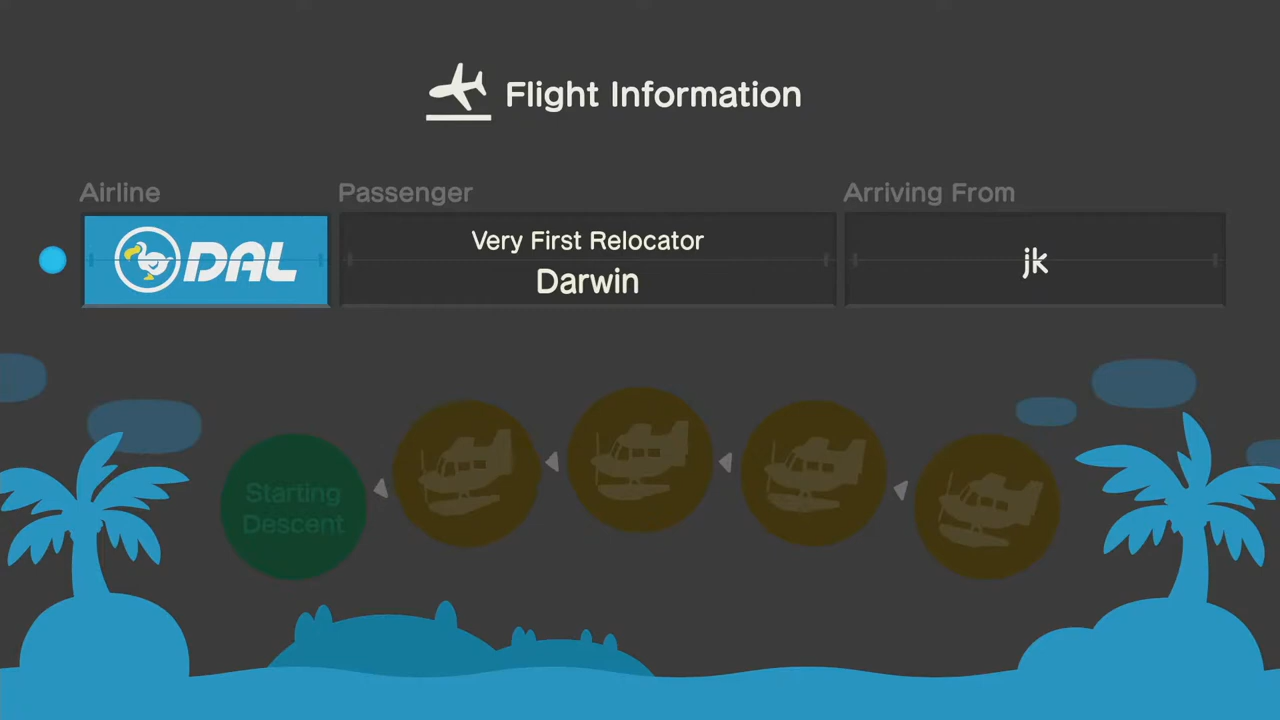 Flight Information
Airline
Passenger
Arriving From
DAL
Very First Relocator
Darwin
jk
Starting
Descent